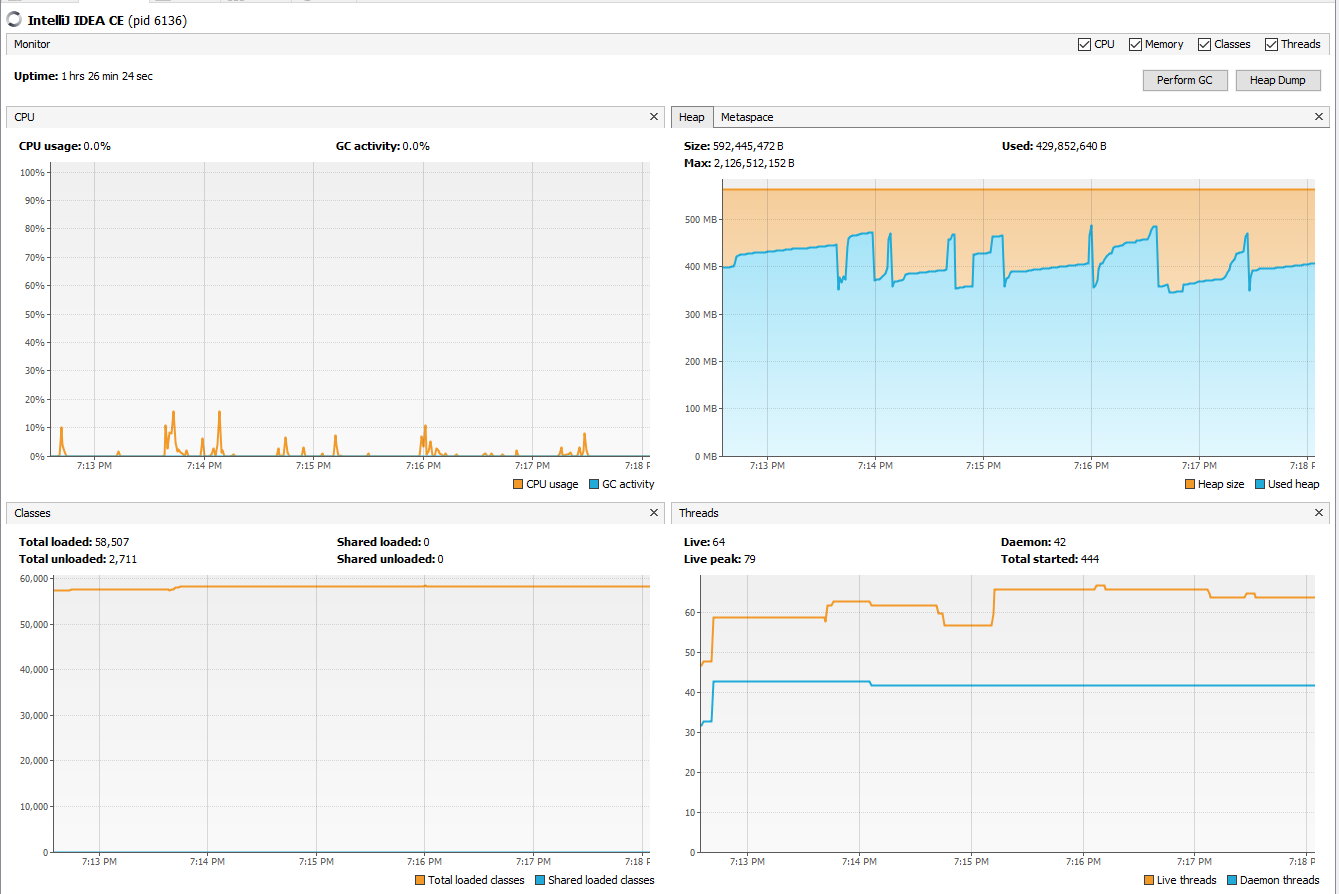 IntelliJ IDEA CE (pid 6136)
Monitor
CPU Memory Classes Threads
Uptime: 1 hrs 26 min 24 sec
Perform GC Heap Dump
CPU
CPU usage: 0.0% GC activity: 0.0%
100%
90%
80%
70%
60%
50%
40%
30%
20%
10%
0%
7:13 PM 7:14 PM 7:15 PM 7:16 PM 7:17 PM 7:18 P
CPU usage GC activity
Heap Metaspace
Size: 592,445,472 B Used: 429,852,640 B
Max: 2,126,512,152 B
500 MB
400 MB
300 MB
200 MB
100 MB
0 MB
7:13 PM 7:14 PM 7:15 PM 7:16 PM 7:17 PM 7:18 P
Heap size Used heap
Classes
Total loaded: 58,507 Shared loaded: 0
Total unloaded: 2,711 Shared unloaded: 0
60,000
50,000
40,000
30,000
20,000
10,000
0
7:13 PM 7:14 PM 7:15 PM 7:16 PM 7:17 PM 7:18 P
Total loaded classes Shared loaded classes
Threads
Live: 64 Daemon: 42
Live peak: 79 Total started: 444
60
50
40
30
20
10
0
7:13 PM 7:14 PM 7:15 PM 7:16 PM 7:17 PM 7:18 P
Live threads Daemon threads